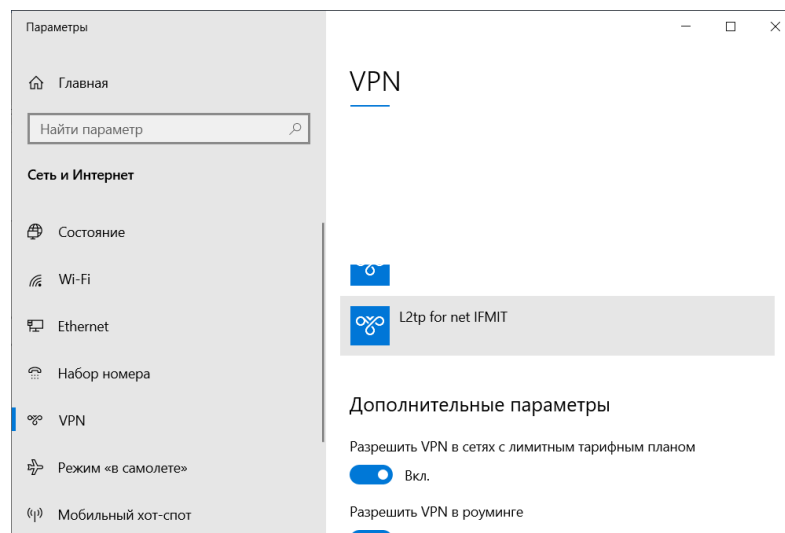 Параметры
Главная
Найти параметр
Сеть и Интернет
Состояние
Wi-Fi
Ethernet
Набор номера
VPN
Режим «в самолете»
Мобильный хот-спот
VPN
L2tp for net IFMIT
Дополнительные параметры
Разрешить VPN в сетях с лимитным тарифным планом
Вкл.
Разрешить VPN в роуминге